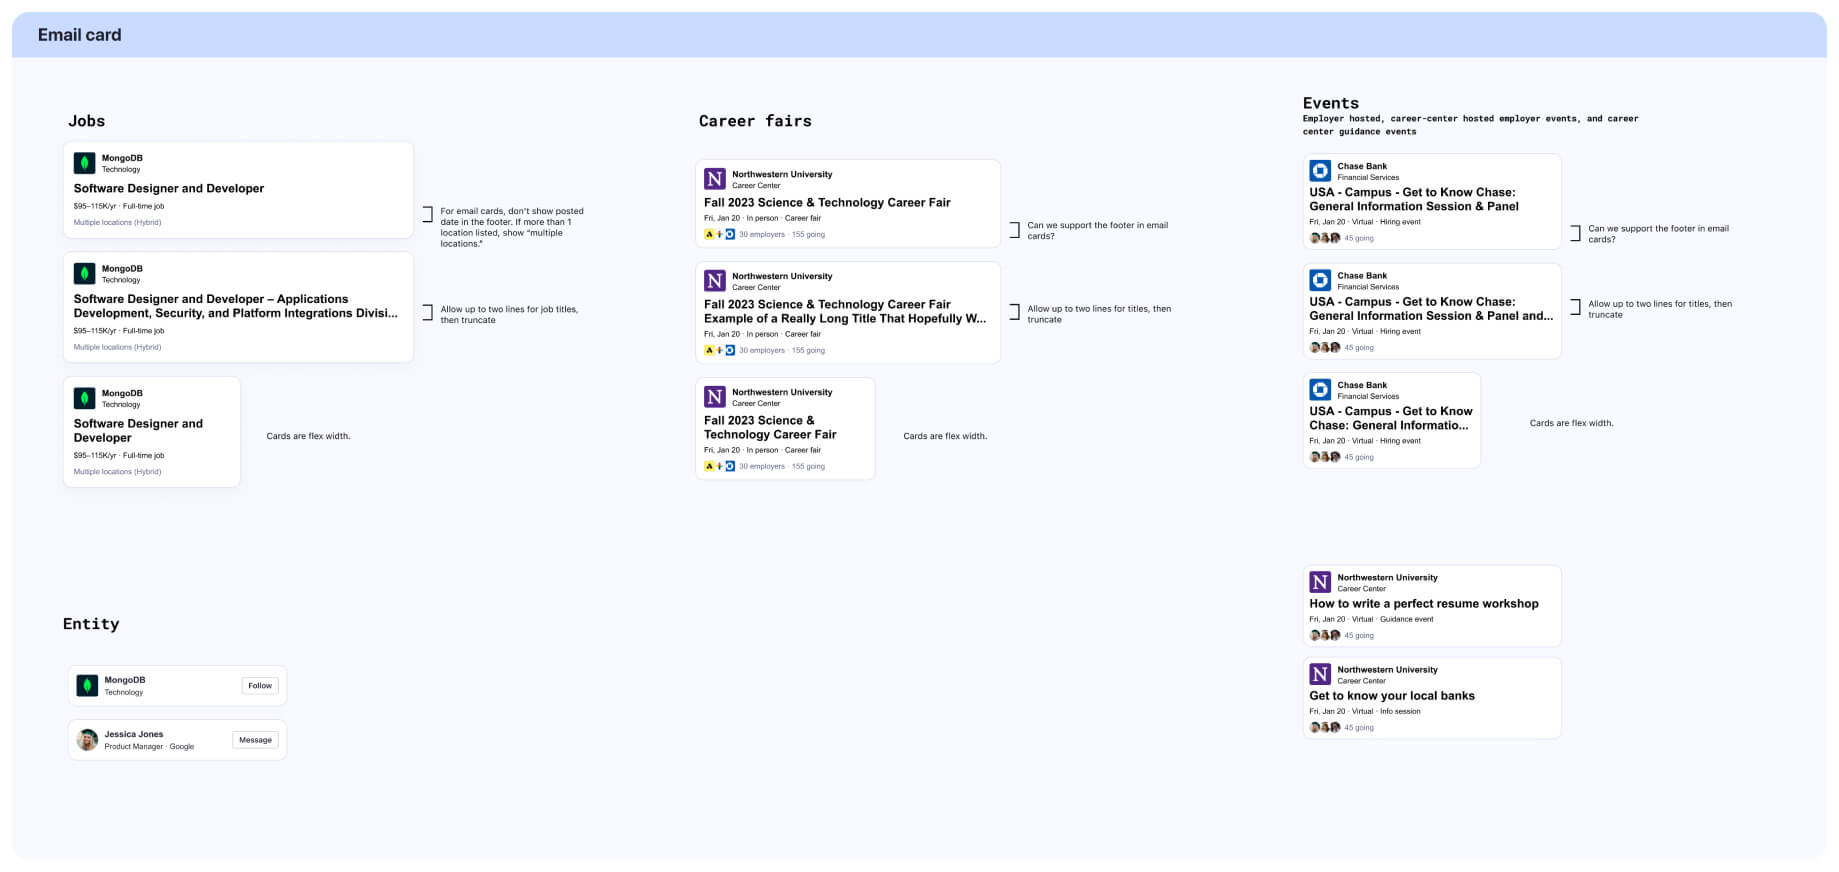 Email card
Jobs
MongoDB
Technology
Software Designer and Developer
$95–115K/yr · Full-time job
Multiple locations (Hybrid)
For email cards, don't show posted
date in the footer. If more than 1
location listed, show “multiple
locations.”
MongoDB
Technology
Software Designer and Developer – Applications
Development, Security, and Platform Integrations Divisi...
$95–115K/yr · Full-time job
Multiple locations (Hybrid)
Allow up to two lines for job titles,
then truncate
MongoDB
Technology
Software Designer and
Developer
$95–115K/yr · Full-time job
Multiple locations (Hybrid)
Cards are flex width.
Career fairs
N
Northwestern University
Career Center
Fall 2023 Science & Technology Career Fair
Fri, Jan 20 · In person · Career fair
30 employers · 155 going
Can we support the footer in email
cards?
N
Northwestern University
Career Center
Fall 2023 Science & Technology Career Fair
Example of a Really Long Title That Hopefully W...
Fri, Jan 20 · In person · Career fair
30 employers · 155 going
Allow up to two lines for titles, then
truncate
N
Northwestern University
Career Center
Fall 2023 Science &
Technology Career Fair
Fri, Jan 20 · In person · Career fair
30 employers · 155 going
Cards are flex width.
Events
Employer hosted, career-center hosted employer events, and career
center guidance events
Chase Bank
Financial Services
USA - Campus - Get to Know Chase:
General Information Session & Panel
Fri, Jan 20 · Virtual · Hiring event
45 going
Can we support the footer in email
cards?
Chase Bank
Financial Services
USA - Campus - Get to Know Chase:
General Information Session & Panel and...
Fri, Jan 20 · Virtual · Hiring event
45 going
Allow up to two lines for titles, then
truncate
Chase Bank
Financial Services
USA - Campus - Get to Know
Chase: General Informatio...
Fri, Jan 20 · Virtual · Hiring event
45 going
Cards are flex width.
N
Northwestern University
Career Center
How to write a perfect resume workshop
Fri, Jan 20 · Virtual · Guidance event
45 going
N
Northwestern University
Career Center
Get to know your local banks
Fri, Jan 20 · Virtual · Info session
45 going
Entity
MongoDB
Technology
Follow
Jessica Jones
Product Manager · Google
Message